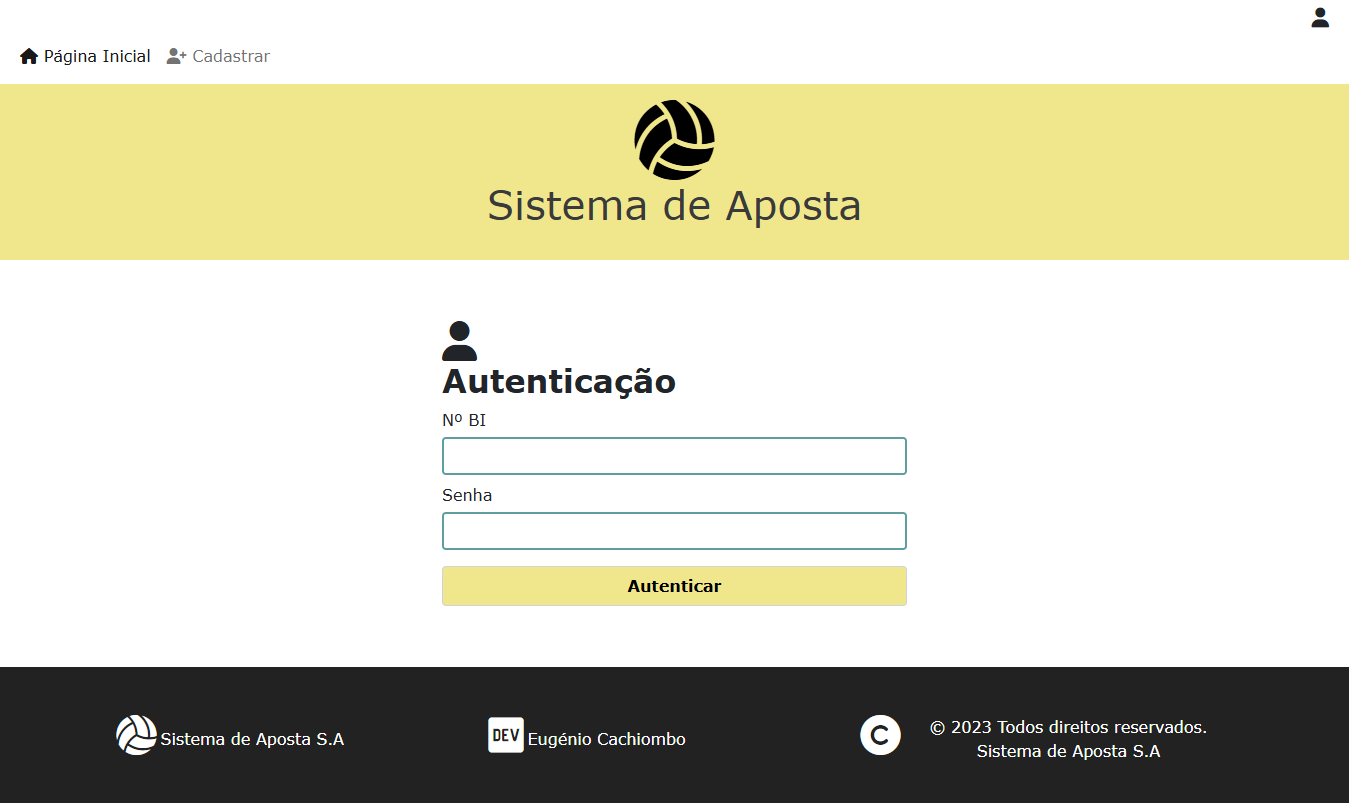 Página Inicial Cadastrar
Sistema de Aposta
Autenticação
Nº BI
Senha
Autenticar
Sistema de Aposta S.A
DEV Eugénio Cachiombo
© 2023 Todos direitos reservados.
Sistema de Aposta S.A